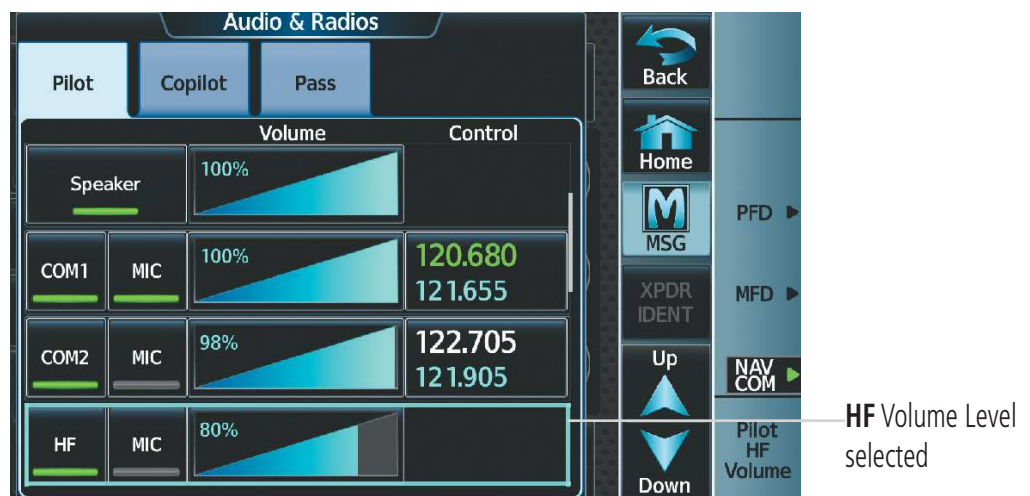 Audio & Radios
Pilot Copilot Pass
Volume Control
Speaker 100%
COM1 MIC 100% 120.680
121.655
COM2 MIC 98% 122.705
121.905
HF MIC 80%
Back
Home
MSG
XPDR
IDENT
Up
Down
PFD
MFD
NAV
COM
Pilot
HF
Volume
HF Volume Level
selected